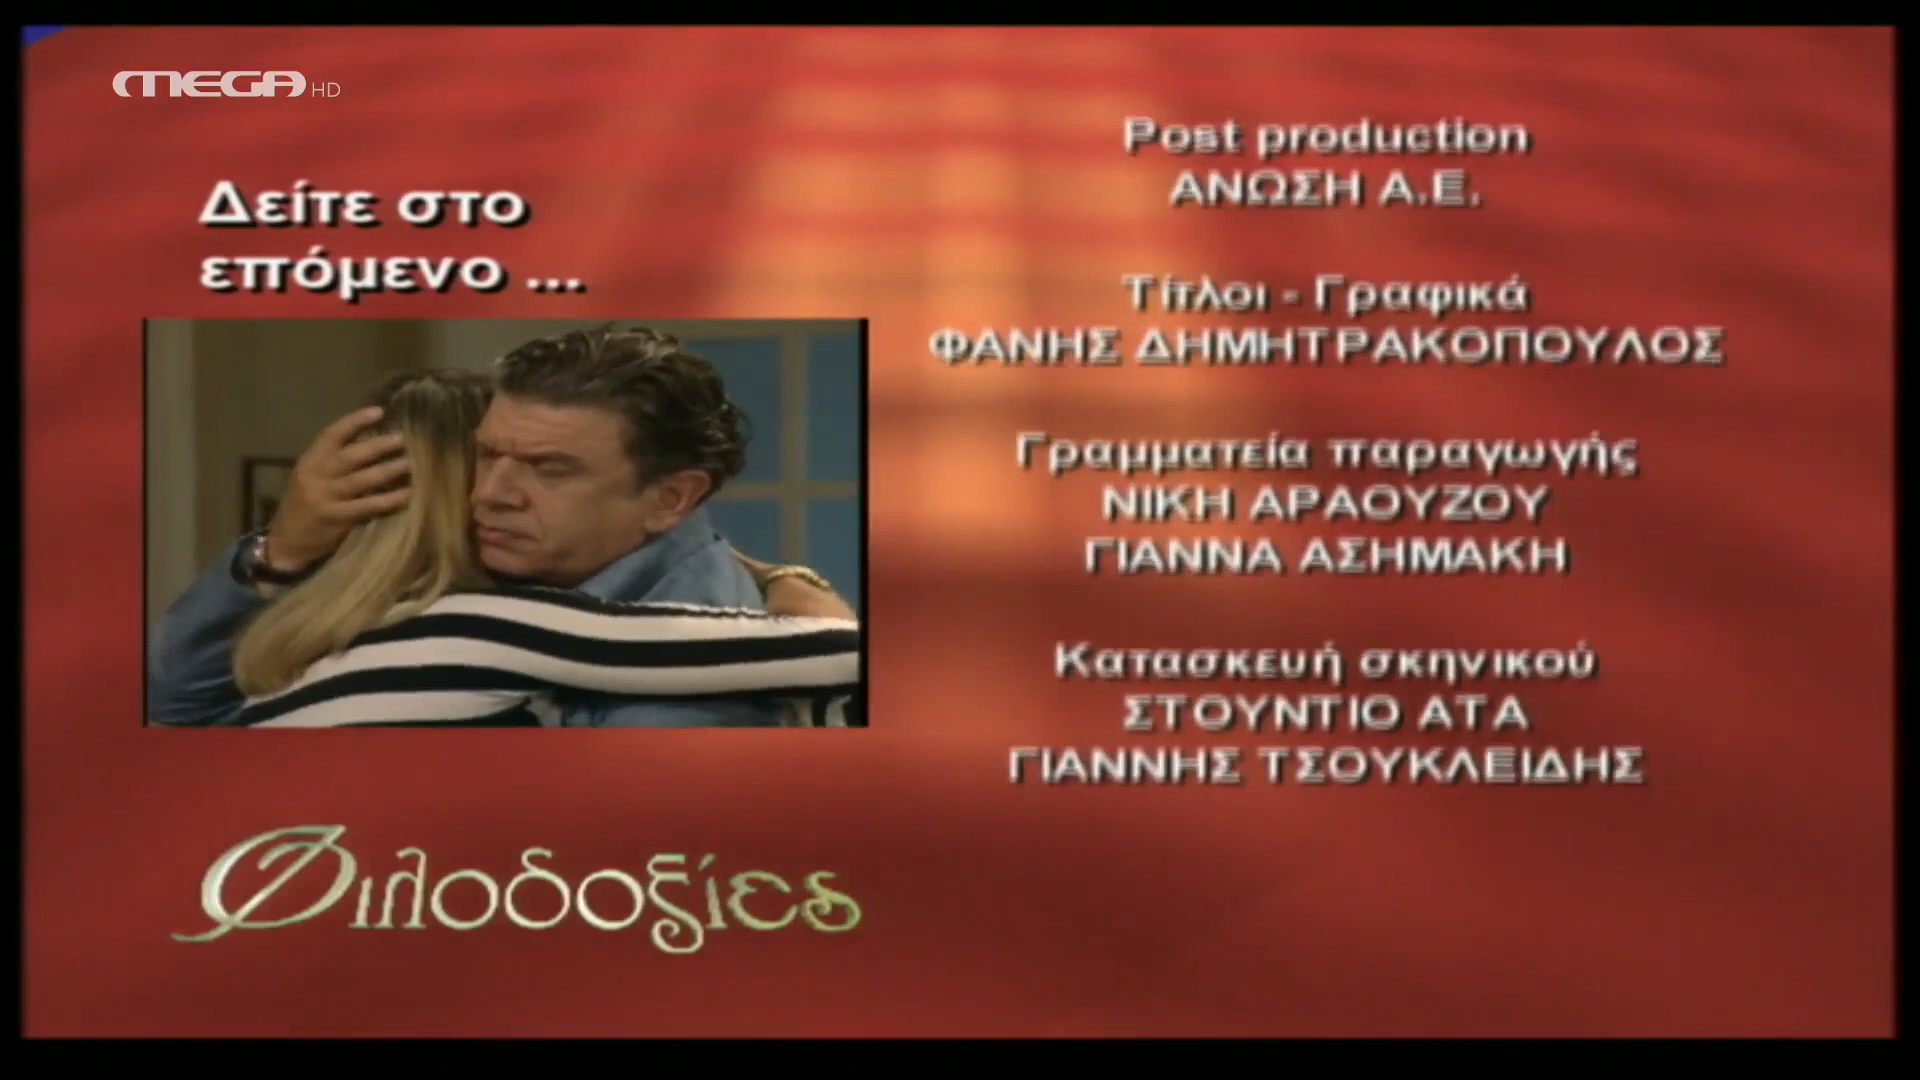 MEGA HD
Δείτε στο
επόμενο ...
Φιλοδοξίες
Post production
ΑΝΩΣΗ Α.Ε.
Τίτλοι - Γραφικά
ΦΑΝΗΣ ΔΗΜΗΤΡΑΚΟΠΟΥΛΟΣ
Γραμματεία παραγωγής
ΝΙΚΗ ΑΡΑΟΥΖΟΥ
ΓΙΑΝΝΑ ΑΣΗΜΑΚΗ
Κατασκευή σκηνικού
ΣΤΟΥΝΤΙΟ ΑΤΑ
ΓΙΑΝΝΗΣ ΤΣΟΥΚΛΕΙΔΗΣ